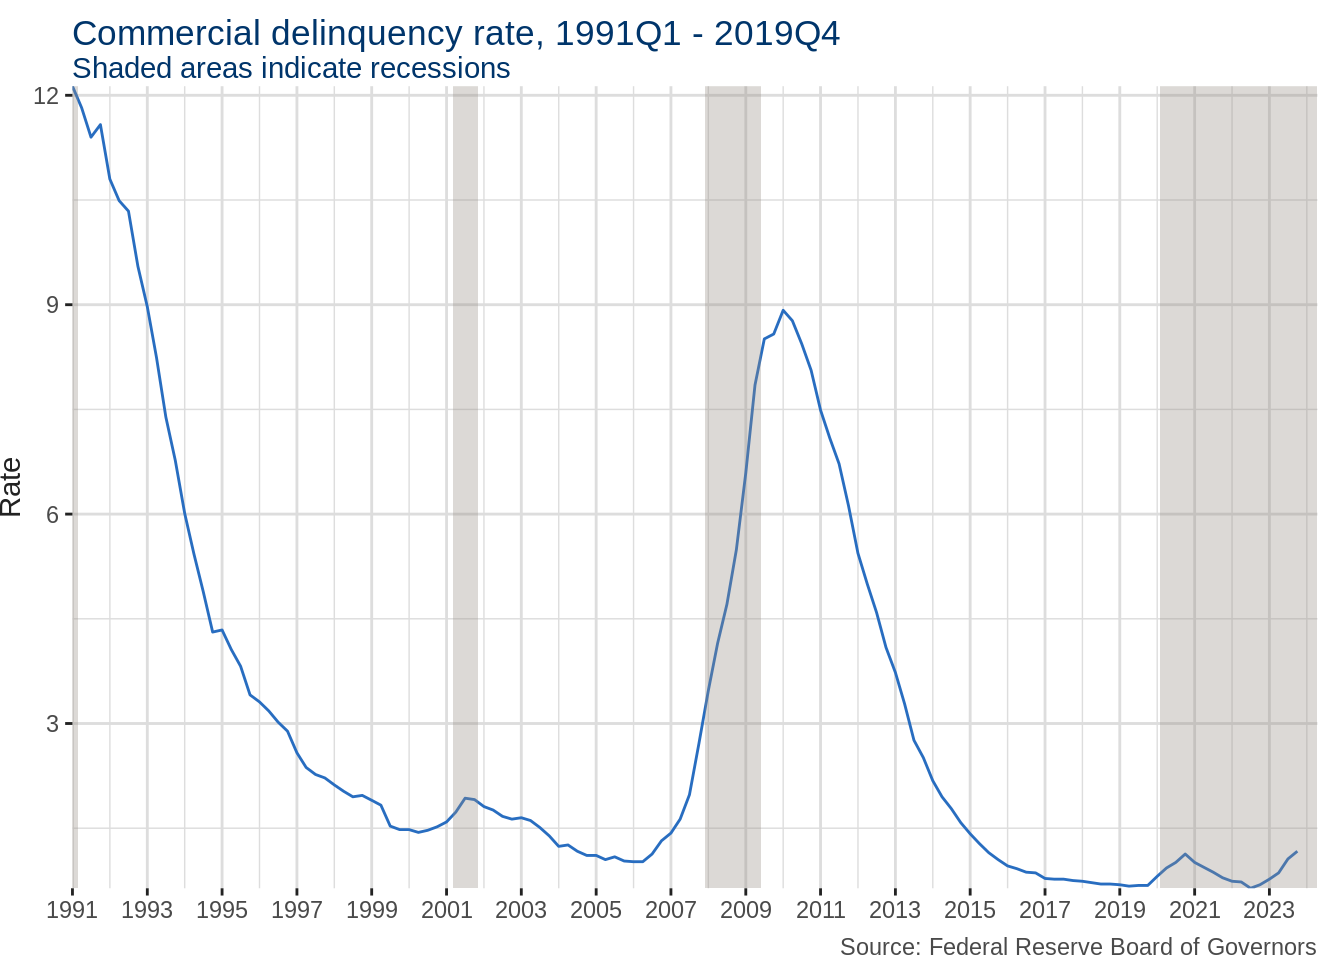 Commercial delinquency rate, 1991Q1 - 2019Q4
Shaded areas indicate recessions
12
9
6
3
Rate
1991 1993 1995 1997 1999 2001 2003 2005 2007 2009 2011 2013 2015 2017 2019 2021 2023
Source: Federal Reserve Board of Governors